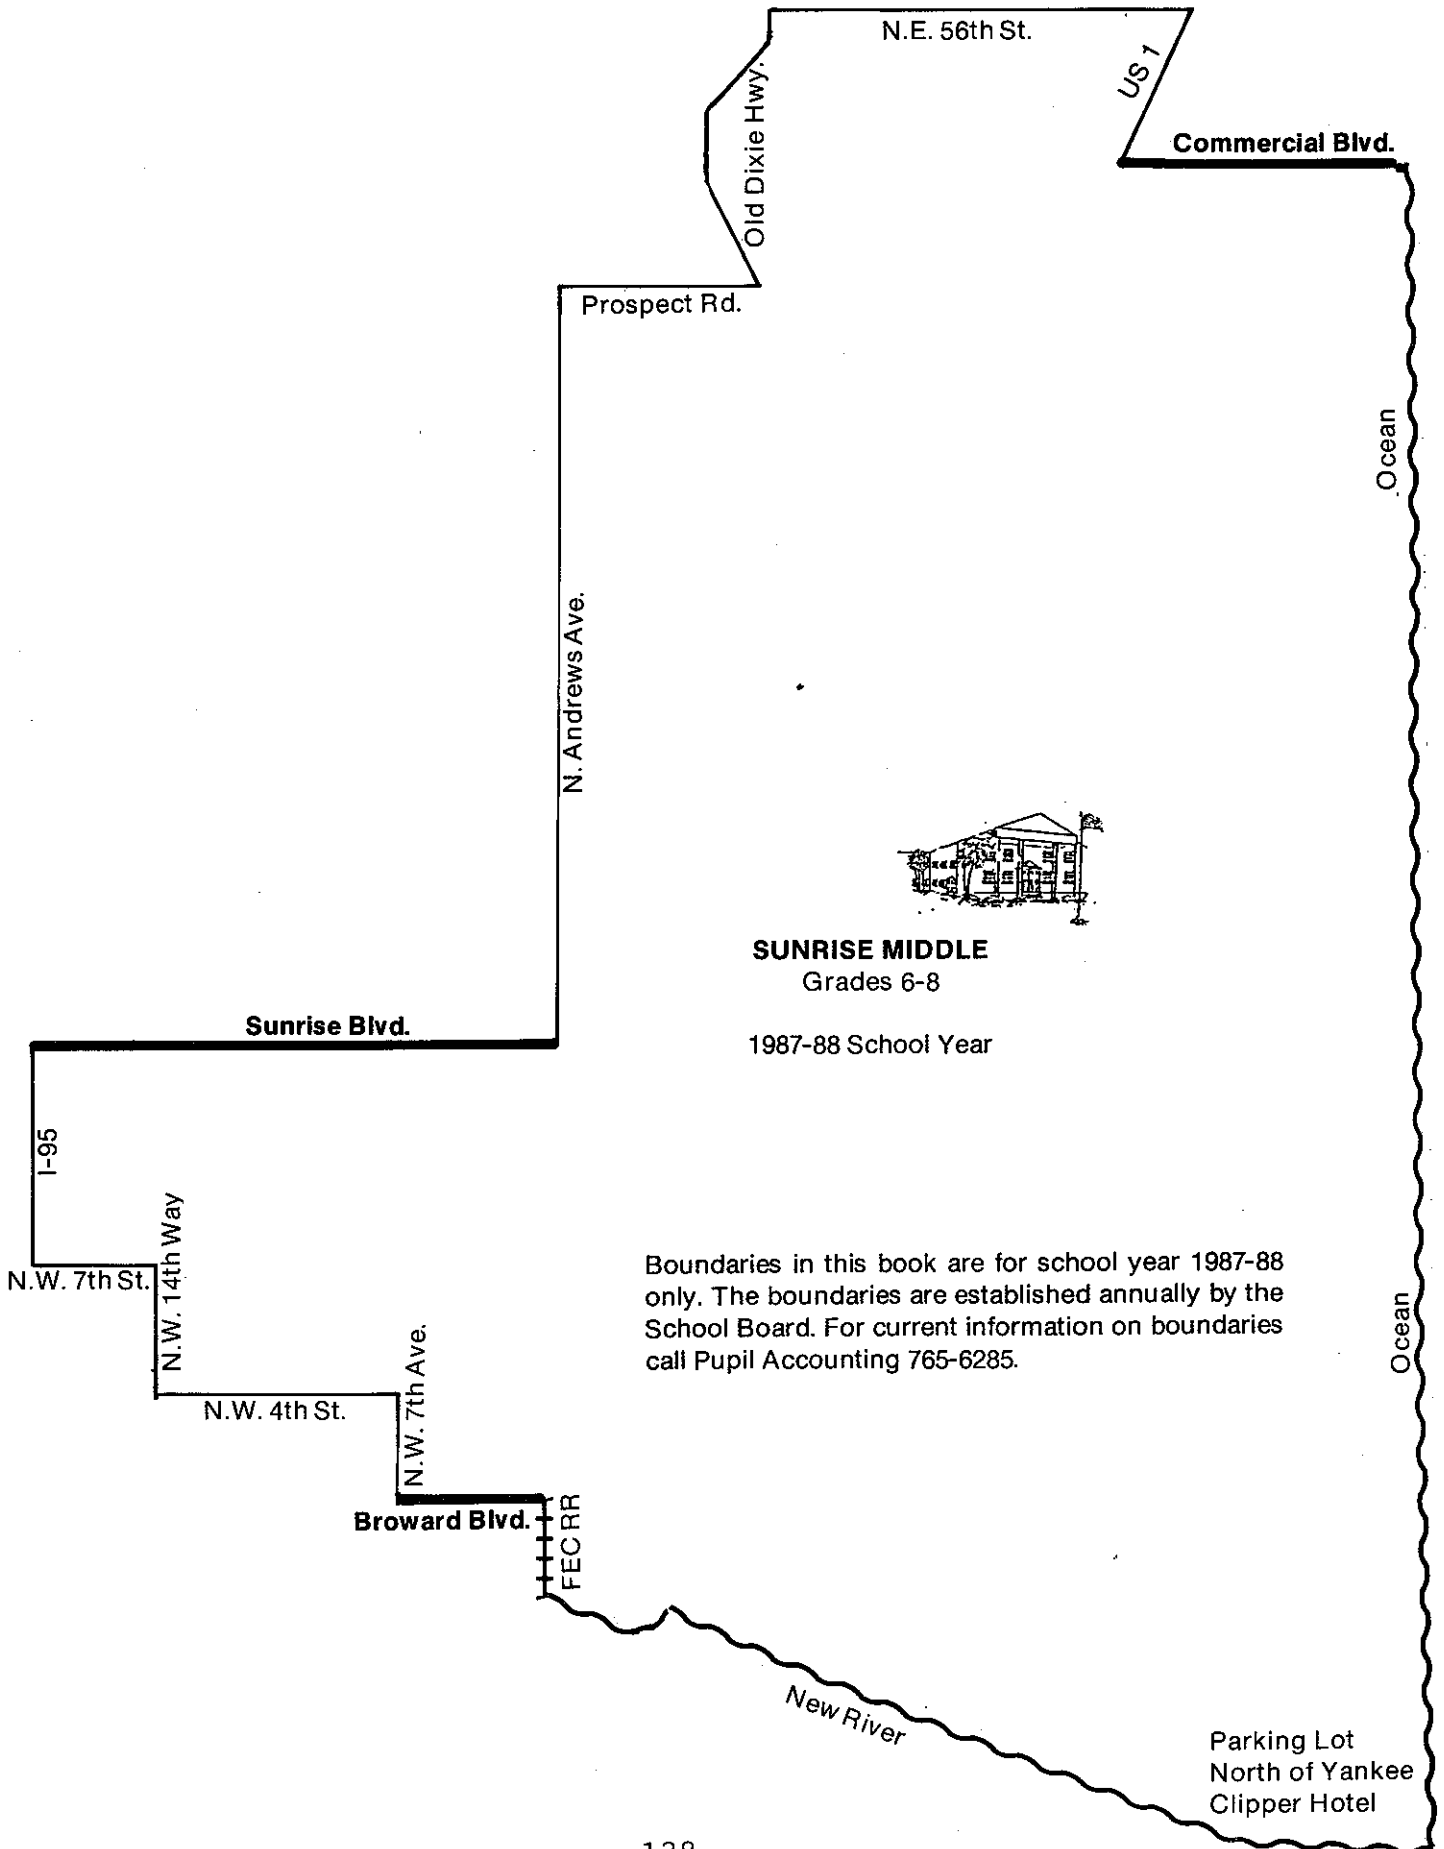 N.E. 56th St.
US 1
Old Dixie Hwy.
Commercial Blvd.
Prospect Rd.
Ocean
N. Andrews Ave.
SUNRISE MIDDLE
Grades 6-8
1987-88 School Year
Sunrise Blvd.
I-95
N.W. 7th St.
N.W. 14th Way
Boundaries in this book are for school year 1987-88
only. The boundaries are established annually by the
School Board. For current information on boundaries
call Pupil Accounting 765-6285.
Ocean
N.W. 4th St.
N.W. 7th Ave.
Broward Blvd.
FEC RR
New River
Parking Lot
North of Yankee
Clipper Hotel